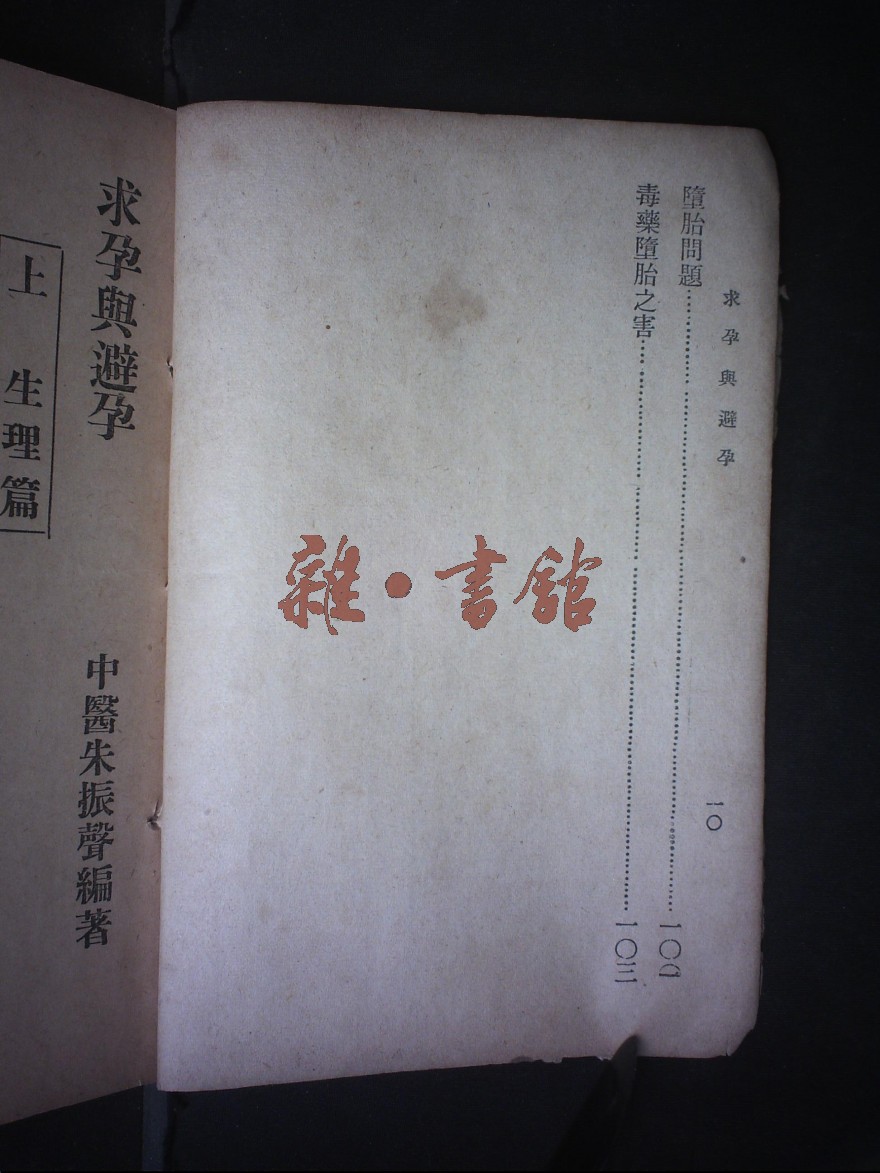 求孕與避孕
一〇
墮胎問題……………………
毒藥墮胎之害……………………一〇三
雜·書館
求孕與避孕
中醫朱振聲編著
上 生理篇